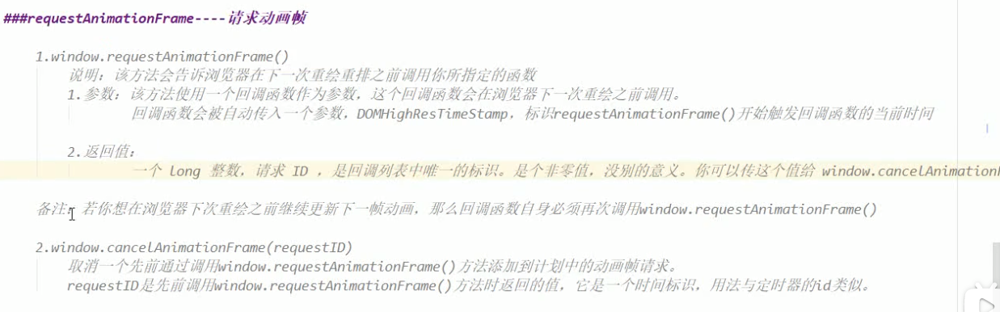 ###requestAnimationFrame----请求动画帧
1.window.requestAnimationFrame()
说明：该方法会告诉浏览器在下一次重绘重排之前调用你所指定的函数
1.参数：该方法使用一个回调函数作为参数，这个回调函数会在浏览器下一次重绘之前调用。
回调函数会被自动传入一个参数，DOMHighResTimeStamp，标识requestAnimationFrame()开始触发回调函数的当前时间
2.返回值：
一个 long 整数，请求 ID ，是回调列表中唯一的标识。是个非零值，没别的意义。你可以传这个值给 window.cancelAnimationF
备注：若你想在浏览器下次重绘之前继续更新下一帧动画，那么回调函数自身必须再次调用window.requestAnimationFrame()
2.window.cancelAnimationFrame(requestID)
取消一个先前通过调用window.requestAnimationFrame()方法添加到计划中的动画帧请求。
requestID是先前调用window.requestAnimationFrame()方法时返回的值，它是一个时间标识，用法与定时器的id类似。